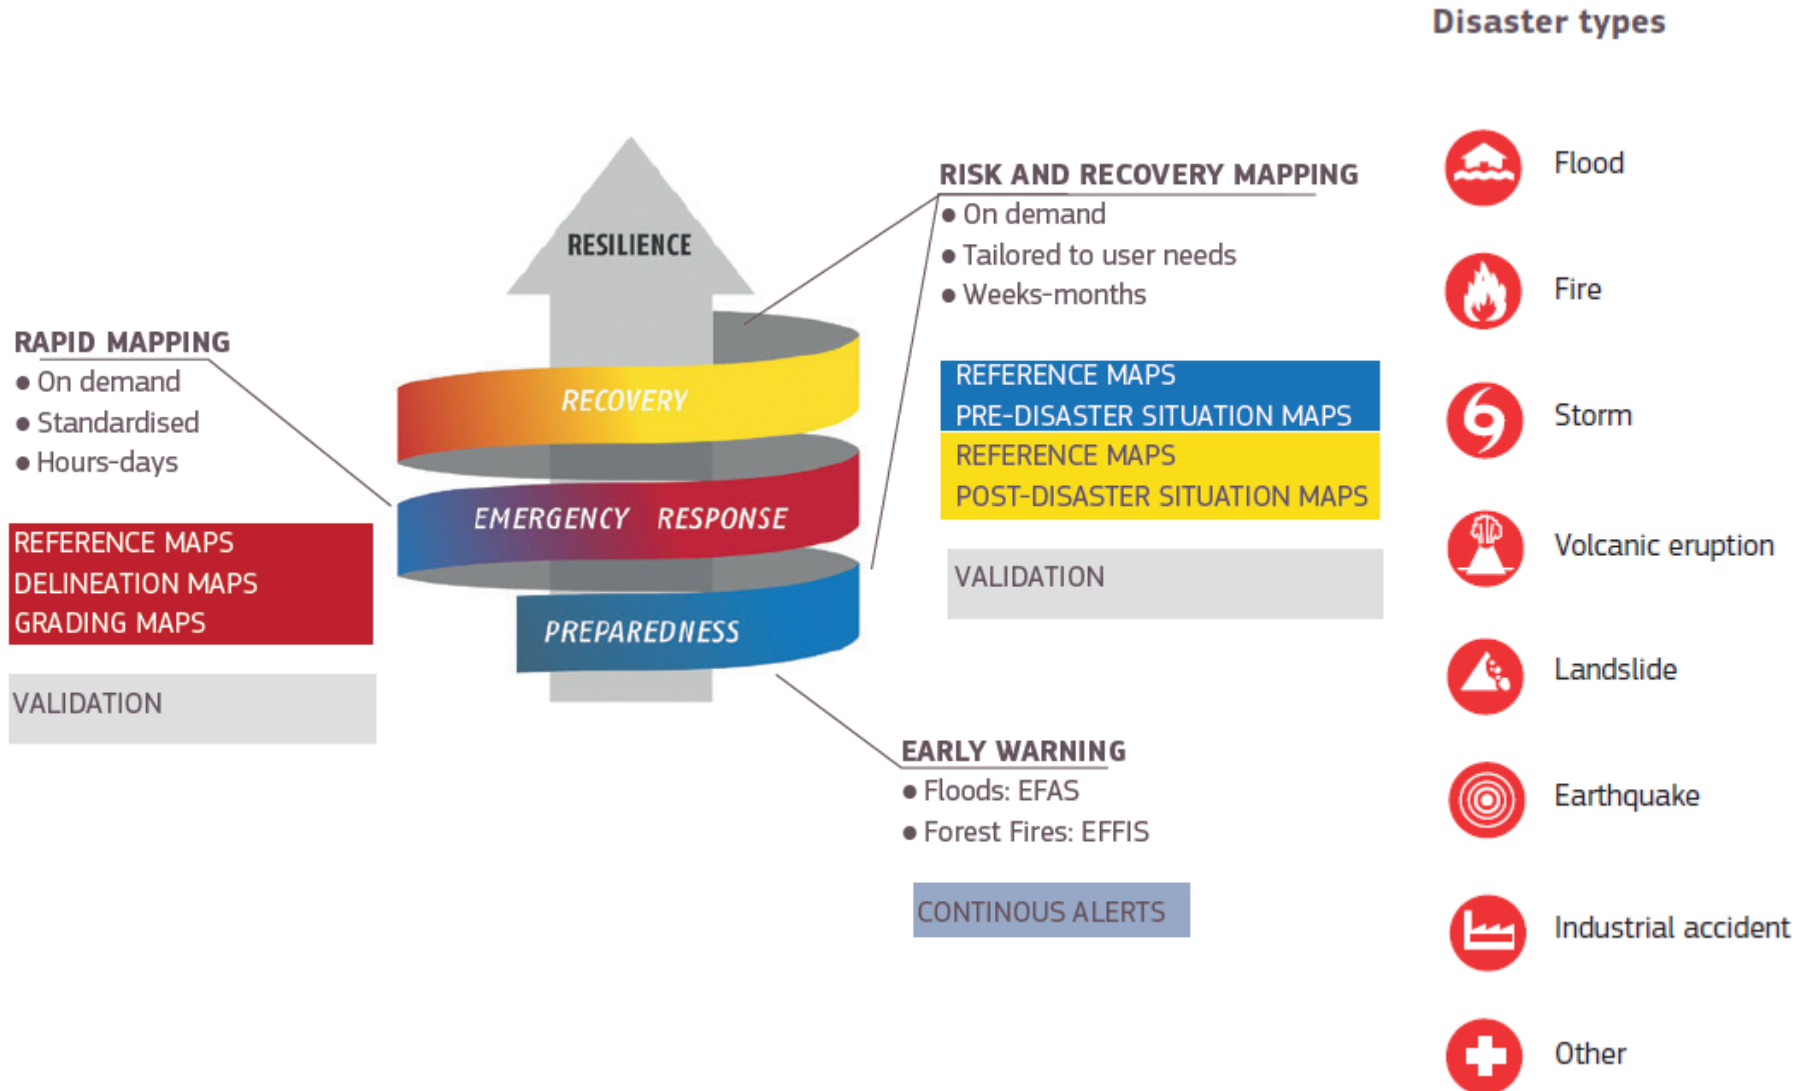 Disaster types
Flood
Fire
Storm
Volcanic eruption
Landslide
Earthquake
Industrial accident
Other
RESILIENCE
RECOVERY
EMERGENCY RESPONSE
PREPAREDNESS
RAPID MAPPING
● On demand
● Standardised
● Hours-days
REFERENCE MAPS
DELINEATION MAPS
GRADING MAPS
VALIDATION
RISK AND RECOVERY MAPPING
● On demand
● Tailored to user needs
● Weeks-months
REFERENCE MAPS
PRE-DISASTER SITUATION MAPS
REFERENCE MAPS
POST-DISASTER SITUATION MAPS
VALIDATION
EARLY WARNING
● Floods: EFAS
● Forest Fires: EFFIS
CONTINOUS ALERTS